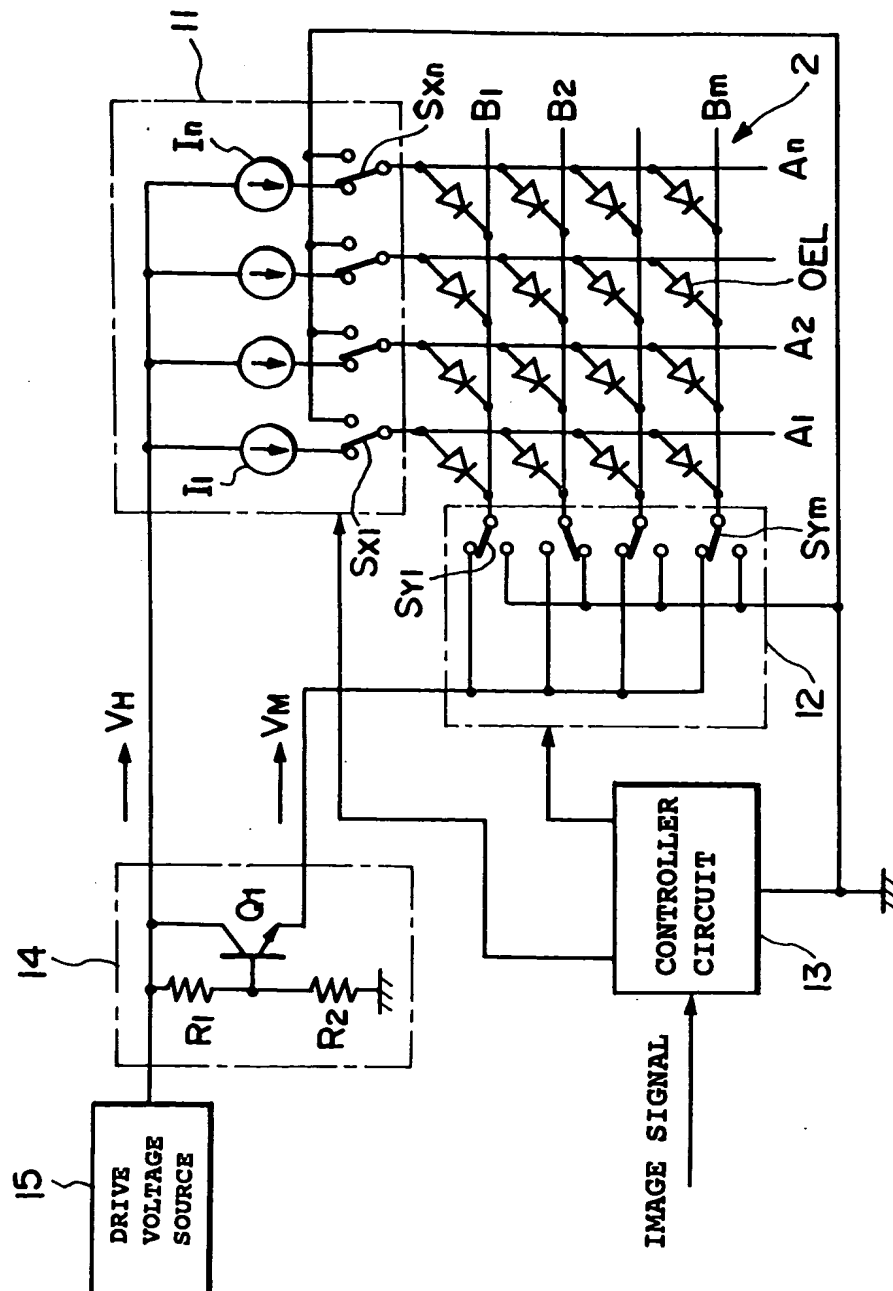 15
DRIVE
VOLTAGE
SOURCE
14
R1
R2
Q1
VH
VM
11
I1
In
SX1
SXn
B1
B2
Bm
2
A1
A2
An
OEL
SY1
SYm
12
CONTROLLER
CIRCUIT
13
IMAGE SIGNAL